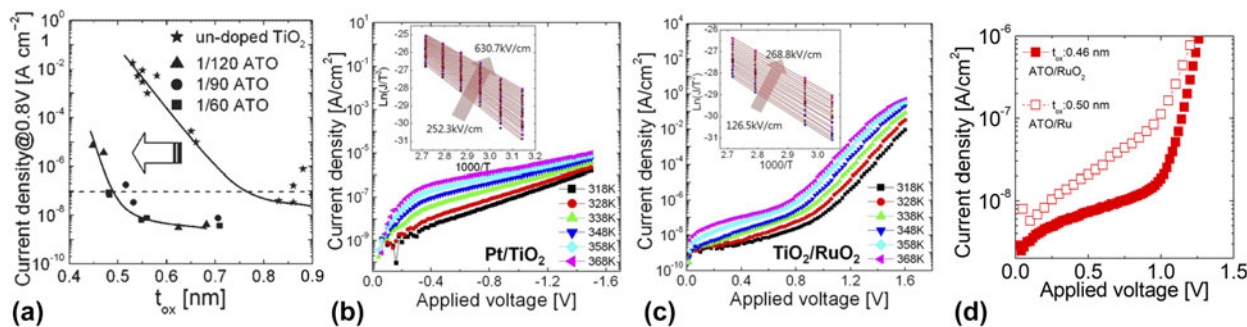 Current density@0.8V [A cm⁻²]
10²
10⁰
10⁻²
10⁻⁴
10⁻⁶
10⁻⁸
10⁻¹⁰
un-doped TiO₂
1/120 ATO
1/90 ATO
1/60 ATO
0.4 0.5 0.6 0.7 0.8 0.9
t_ox [nm]
(a)
Current density [A/cm²]
10⁴
10²
10⁰
10⁻¹
10⁻³
10⁻⁵
10⁻⁷
10⁻⁹
Ln(J/T²)
-25
-26
-27
-28
-29
-30
-31
630.7kV/cm
252.3kV/cm
2.7 2.8 2.9 3.0 3.1 3.2
1000/T
318K
328K
338K
348K
358K
368K
Pt/TiO₂
0.0 -0.4 -0.8 -1.2 -1.6
Applied voltage [V]
(b)
Current density [A/cm²]
10⁴
10²
10⁰
10⁻²
10⁻⁴
10⁻⁶
10⁻⁸
10⁻¹⁰
Ln(J/T²)
-26
-27
-28
-29
-30
-31
268.8kV/cm
126.5kV/cm
2.7 2.8 2.9 3.0
1000/T
318K
328K
338K
348K
358K
368K
TiO₂/RuO₂
0.0 0.4 0.8 1.2 1.6
Applied voltage [V]
(c)
Current density [A/cm²]
10⁻⁶
10⁻⁷
10⁻⁸
t_ox:0.46 nm
ATO/RuO₂
t_ox:0.50 nm
ATO/Ru
0.0 0.5 1.0 1.5
Applied voltage [V]
(d)